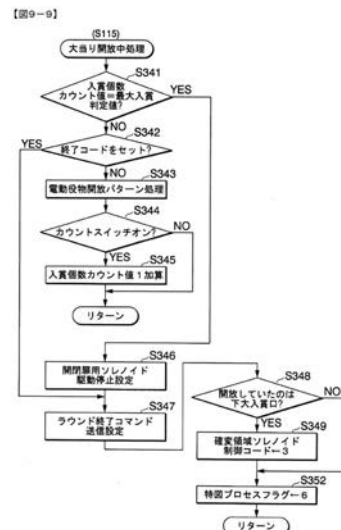 【図9-9】
(S115)
大当り開放中処理
S341
入賞個数
カウント値=最大入賞
判定値?
YES
NO
S342
YES
終了コードをセット?
NO
S343
電動役物開放パターン処理
S344
カウントスイッチオン?
NO
YES
S345
入賞個数カウント値1加算
リターン
S346
開閉扉用ソレノイド
駆動停止設定
S347
ラウンド終了コマンド
送信設定
S348
開放していたのは
下大入賞口?
NO
YES
S349
確変領域ソレノイド
制御コード←3
S352
特図プロセスフラグ←6
リターン